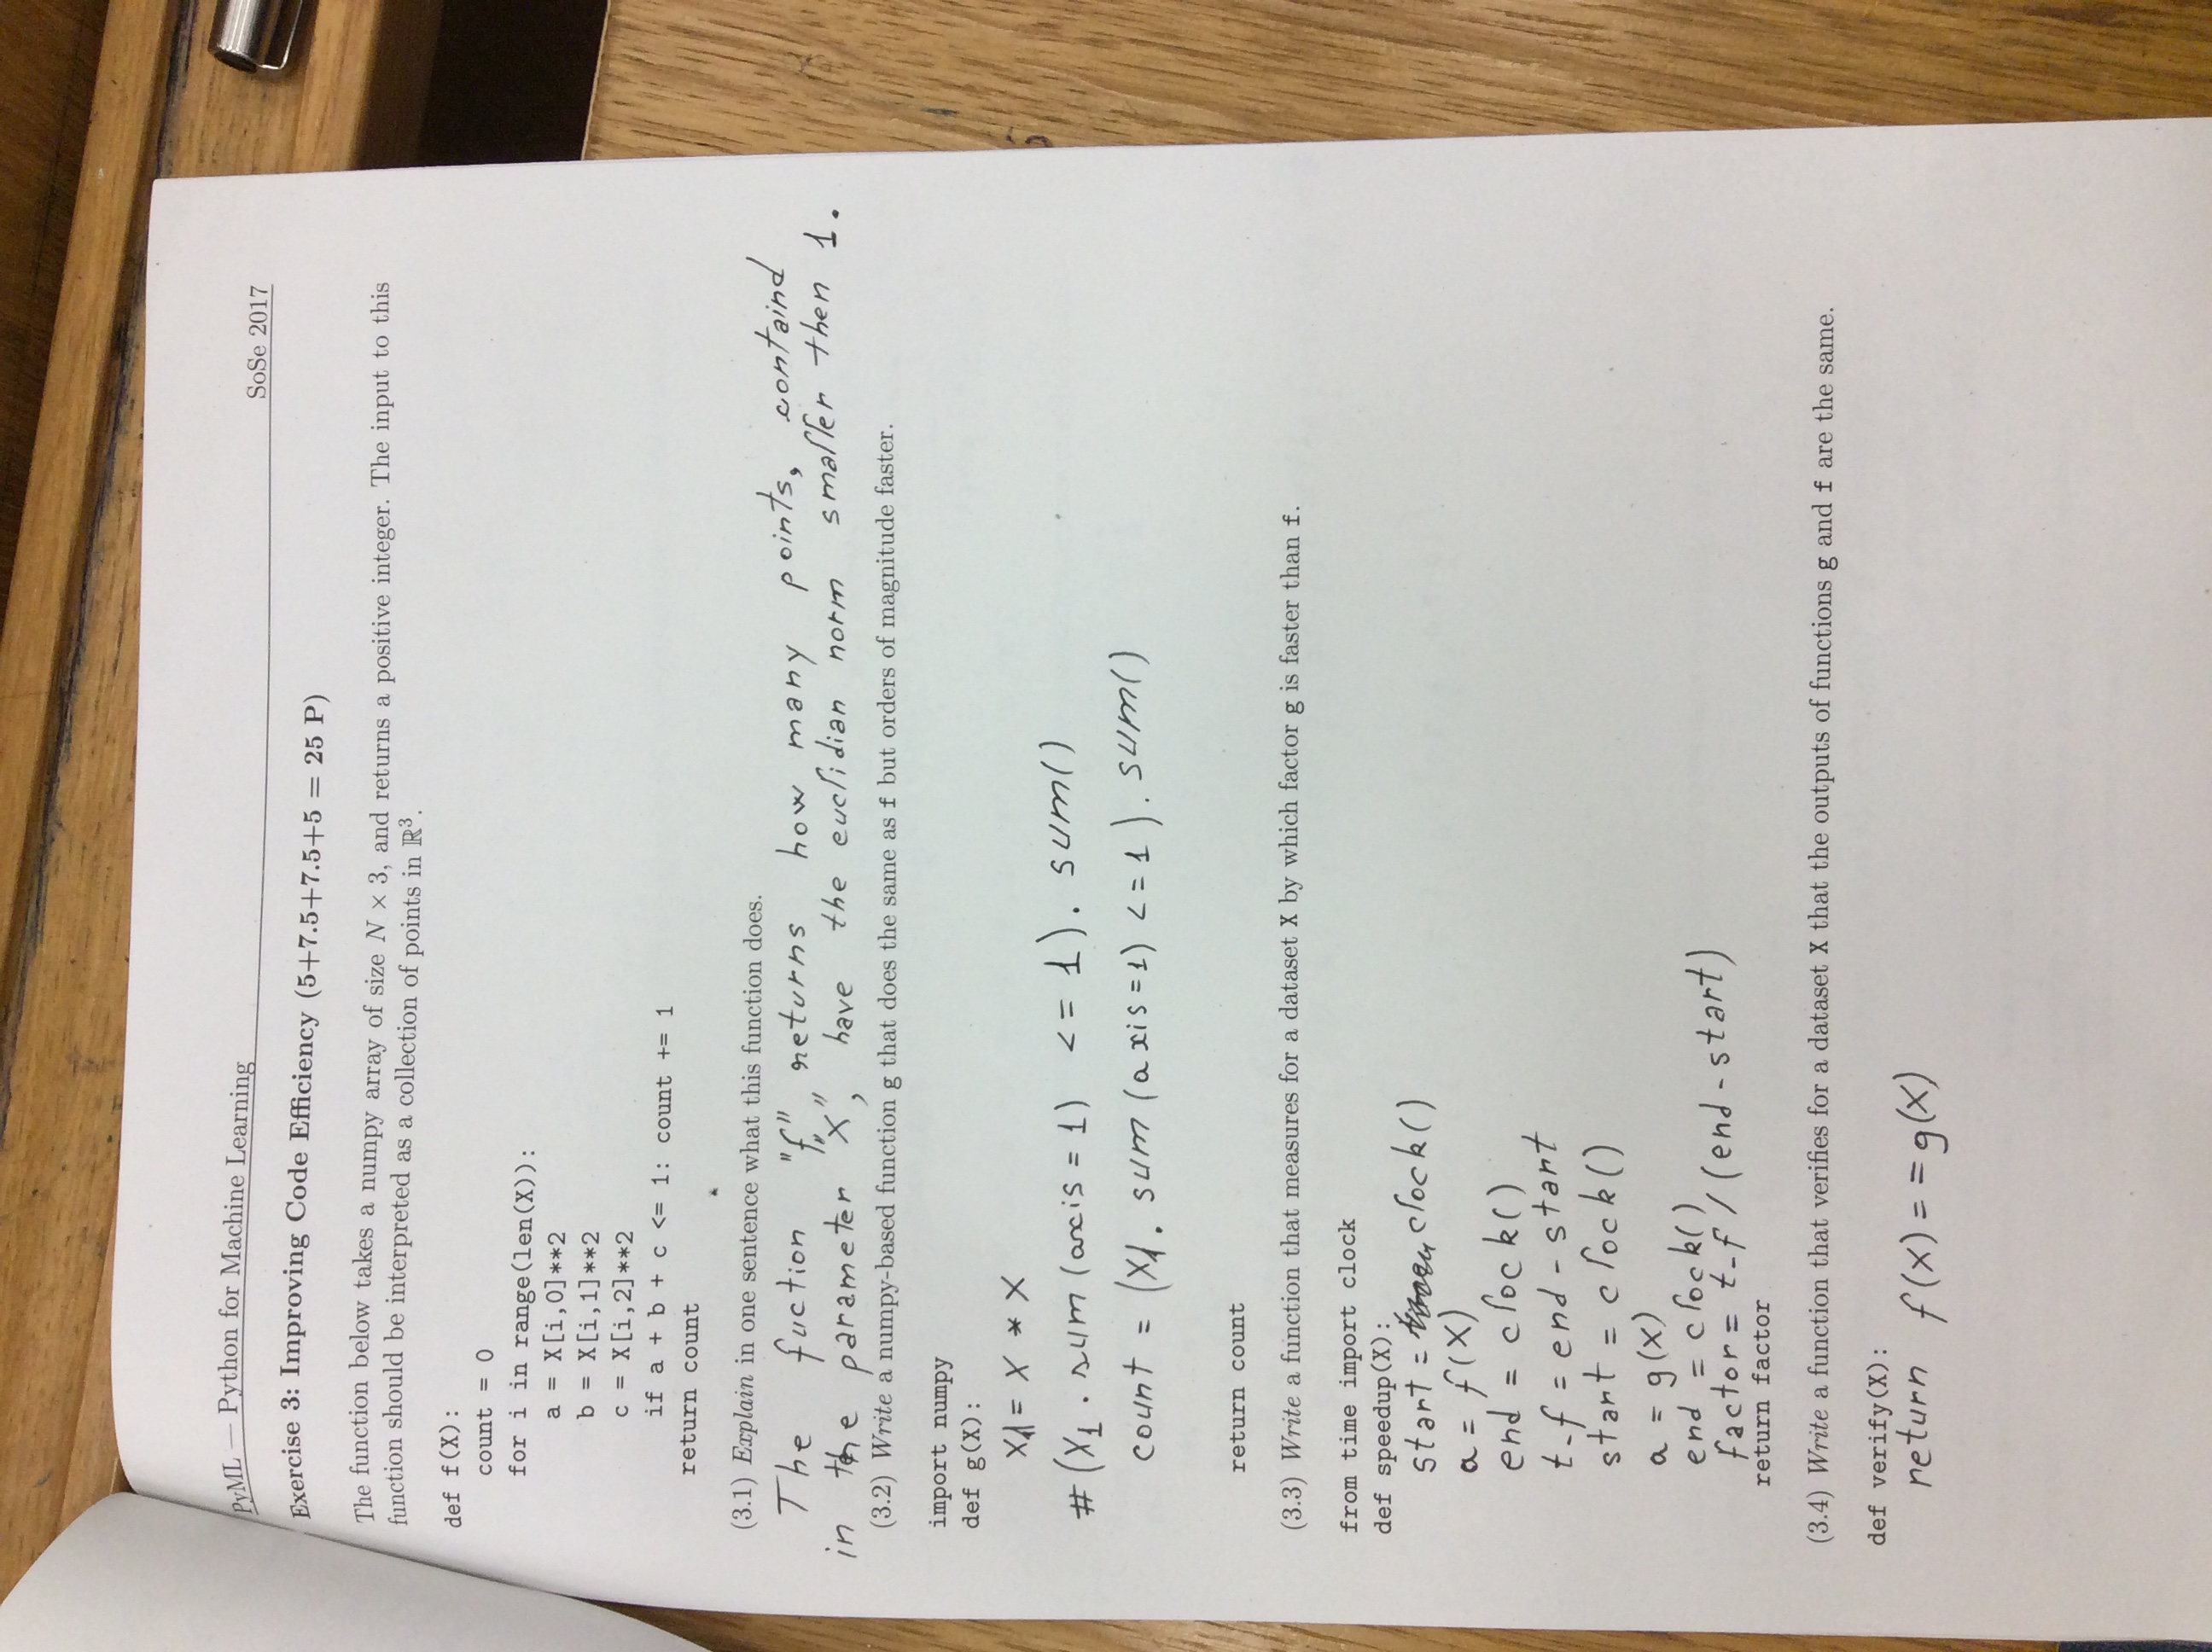 PyML — Python for Machine Learning
SoSe 2017
Exercise 3: Improving Code Efficiency (5+7.5+7.5+5 = 25 P)
The function below takes a numpy array of size N × 3, and returns a positive integer. The input to this
function should be interpreted as a collection of points in ℝ³.
def f(X):
count = 0
for i in range(len(X)):
a = X[i,0]**2
b = X[i,1]**2
c = X[i,2]**2
if a + b + c <= 1: count += 1
return count
(3.1) Explain in one sentence what this function does.
The fuction "f" returns how many points, containd
in the parameter "X", have the euclidian norm smaller then 1.
(3.2) Write a numpy-based function g that does the same as f but orders of magnitude faster.
import numpy
def g(X):
X1 = X * X
# (X1 . sum (axis = 1) <= 1). sum()
count = (X1. sum (axis=1) <= 1). sum()
return count
(3.3) Write a function that measures for a dataset X by which factor g is faster than f.
from time import clock
def speedup(X):
start = clock()
a = f(X)
end = clock()
t_f = end - start
start = clock()
a = g(X)
end = clock()
factor = t_f / (end - start)
return factor
(3.4) Write a function that verifies for a dataset X that the outputs of functions g and f are the same.
def verify(X):
return f(X) == g(X)